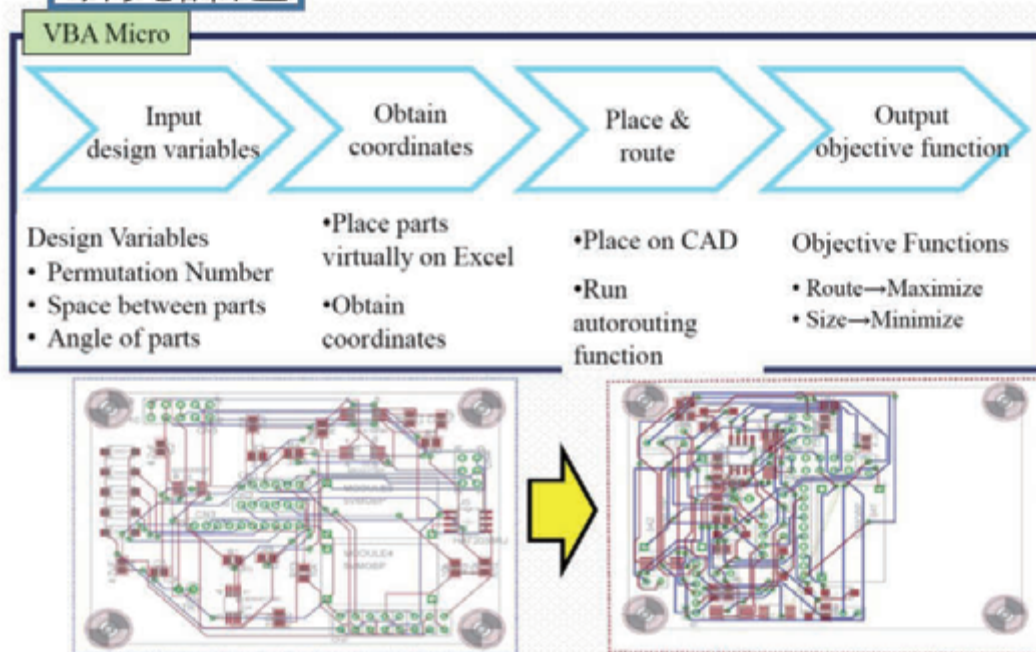 VBA Micro
Input
design variables
Obtain
coordinates
Place &
route
Output
objective function
Design Variables
• Permutation Number
• Space between parts
• Angle of parts
•Place parts
virtually on Excel
•Obtain
coordinates
•Place on CAD
•Run
autorouting
function
Objective Functions
• Route→Maximize
• Size→Minimize